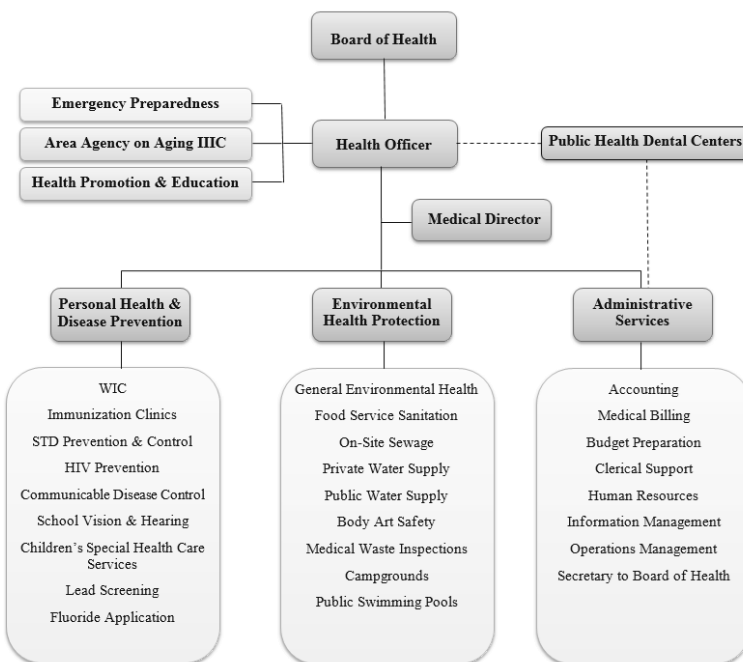 Board of Health
Emergency Preparedness
Area Agency on Aging IIIC
Health Officer
Public Health Dental Centers
Health Promotion & Education
Medical Director
Personal Health &
Disease Prevention
Environmental
Health Protection
Administrative
Services
WIC
Immunization Clinics
STD Prevention & Control
HIV Prevention
Communicable Disease Control
School Vision & Hearing
Children’s Special Health Care
Services
Lead Screening
Fluoride Application
General Environmental Health
Food Service Sanitation
On-Site Sewage
Private Water Supply
Public Water Supply
Body Art Safety
Medical Waste Inspections
Campgrounds
Public Swimming Pools
Accounting
Medical Billing
Budget Preparation
Clerical Support
Human Resources
Information Management
Operations Management
Secretary to Board of Health